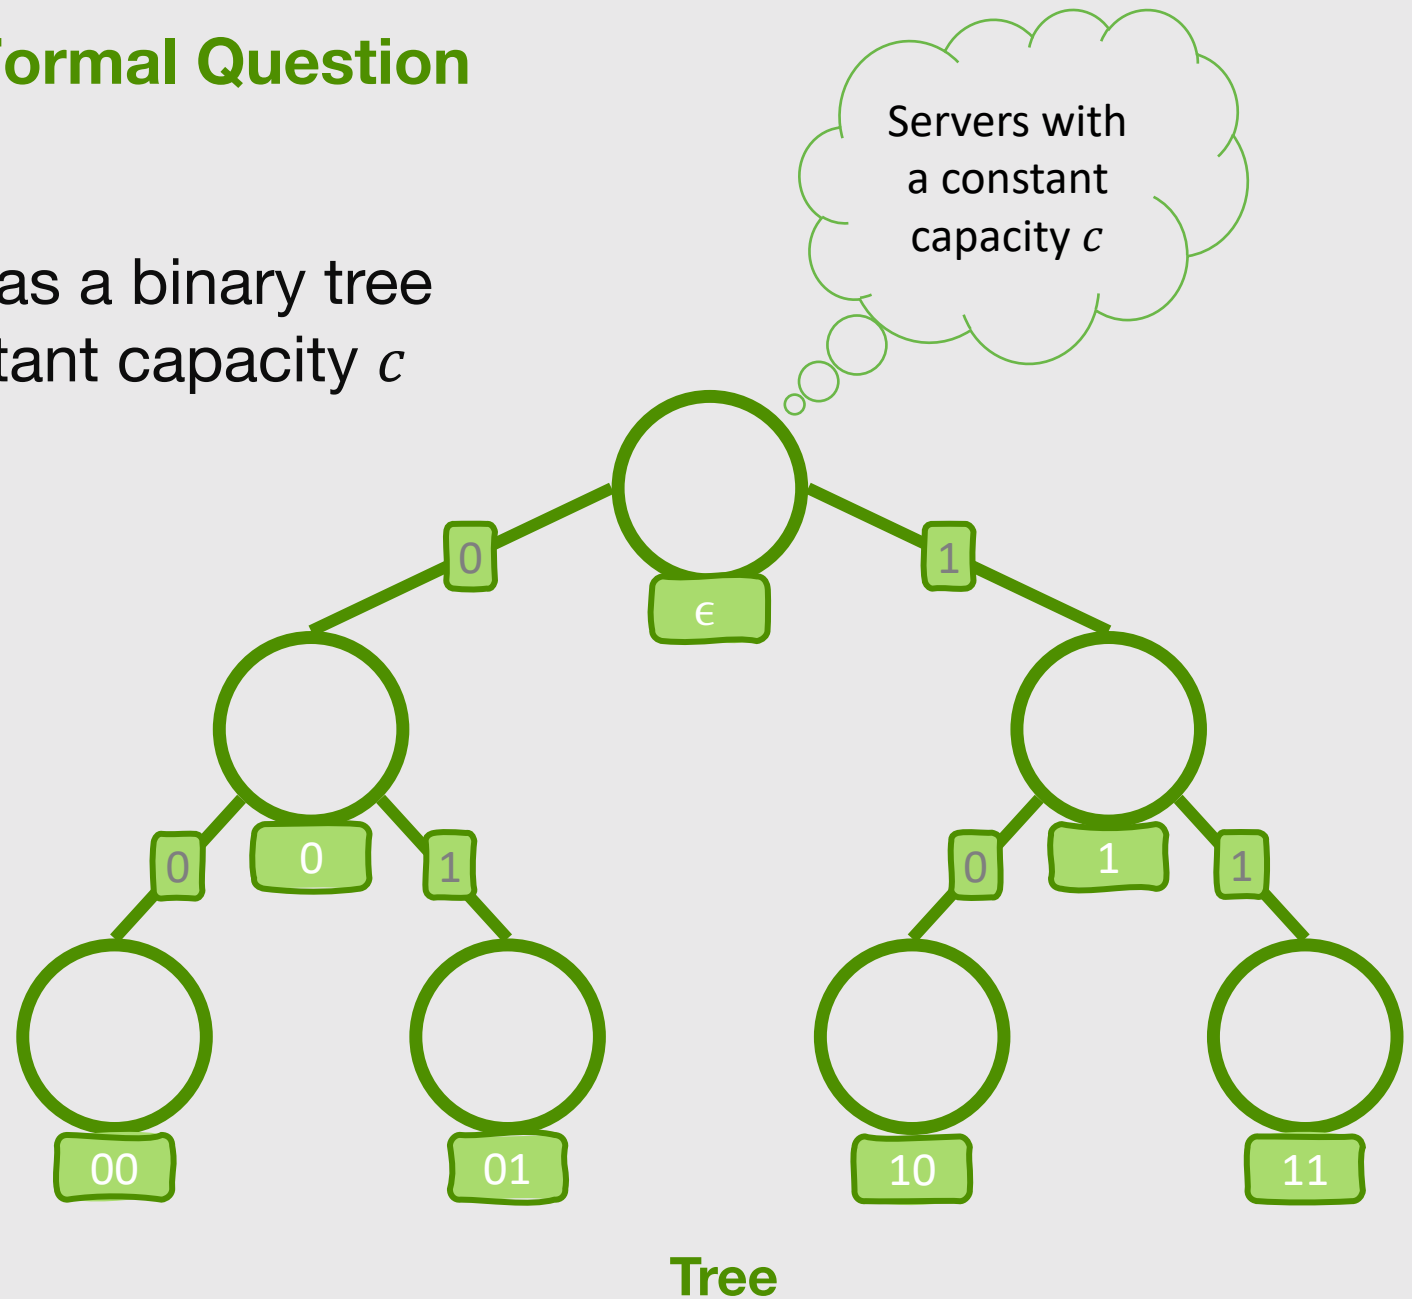 ormal Question
Servers with
a constant
capacity c
as a binary tree
tant capacity c
0
1
ϵ
0
0
1
0
1
1
00
01
10
11
Tree